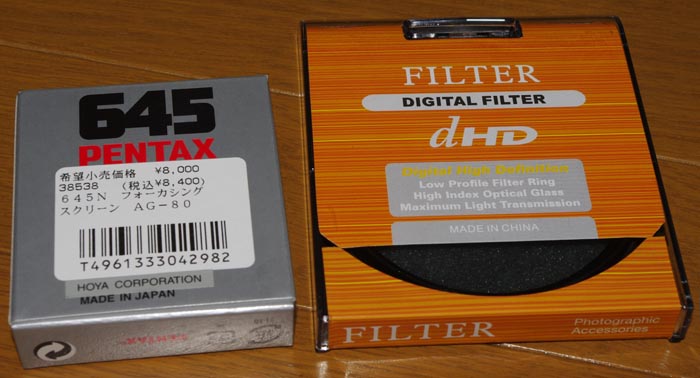 645
PENTAX
希望小売価格 ¥8,000
38538 (税込¥8,400)
645N フォーカシング
スクリーン AG-80
T4961333042982
HOYA CORPORATION
MADE IN JAPAN
FILTER
DIGITAL FILTER
dHD
Digital High Definition
Low Profile Filter Ring
High Index Optical Glass
Maximum Light Transmission
MADE IN CHINA
FILTER
Photographic
Accessories